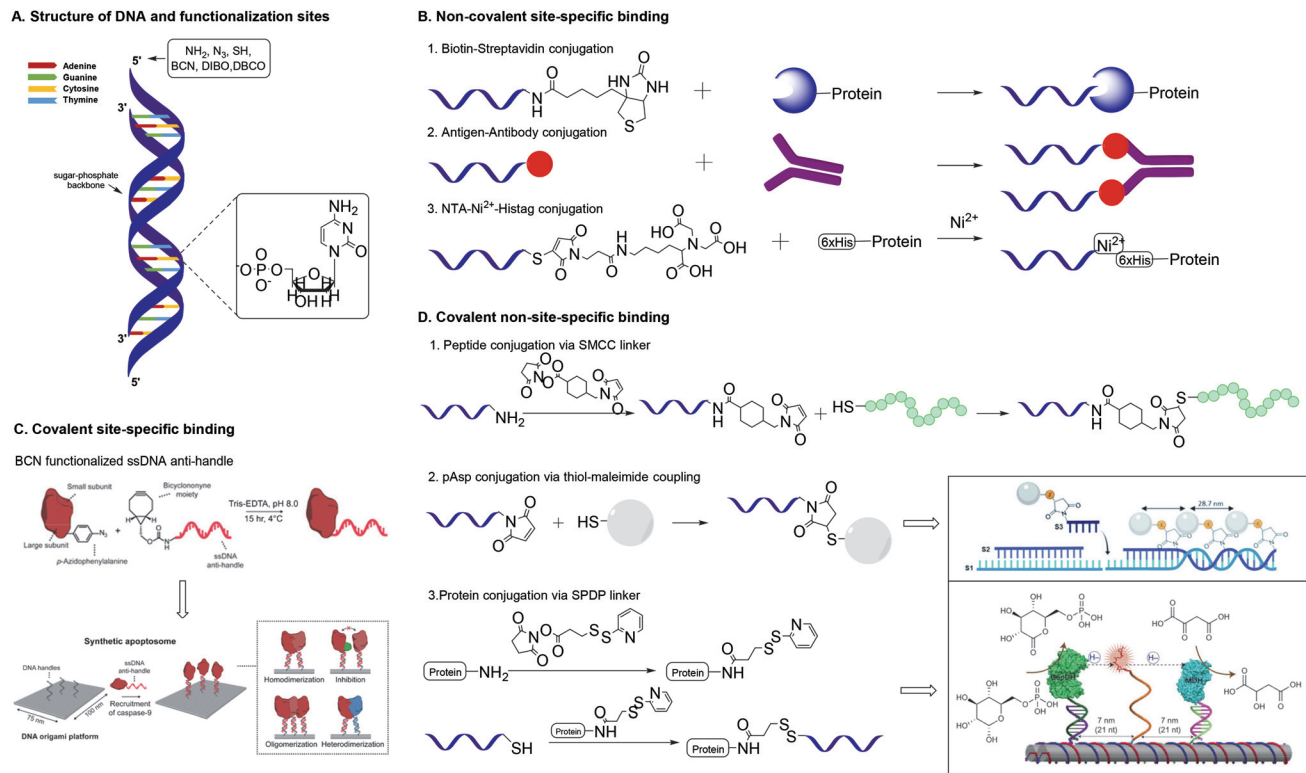 A. Structure of DNA and functionalization sites
5'
NH₂, N₃, SH,
BCN, DIBO,DBCO
Adenine
Guanine
Cytosine
Thymine
3'
sugar-phosphate
backbone
NH₂
N
N
O
O
⁻O-P-O
O⁻
O
H
H
H
H
OH
H
3'
5'
B. Non-covalent site-specific binding
1. Biotin-Streptavidin conjugation
O
N
H
O
HN
NH
S
+
Protein
Protein
2. Antigen-Antibody conjugation
+
3. NTA-Ni²⁺-Histag conjugation
S
O
N
O
O
N
H
HO
O
N
O
OH
O
OH
+
6xHis
Protein
Ni²⁺
Ni²⁺
6xHis
Protein
C. Covalent site-specific binding
BCN functionalized ssDNA anti-handle
Small subunit
Bicyclononyne
moiety
Large subunit
N₃
p-Azidophenylalanine
+
H
H
O
O
N
H
ssDNA
anti-handle
Tris-EDTA, pH 8.0
15 hr, 4°C
Synthetic apoptosome
DNA handles
ssDNA
anti-handle
Recruitment
of caspase-9
75 nm
100 nm
DNA origami platform
Homodimerization
Inhibition
Oligomerization
Heterodimerization
D. Covalent non-site-specific binding
1. Peptide conjugation via SMCC linker
NH₂
O
N
O
O
O
O
N
O
N
H
O
N
O
O
+
HS
N
H
O
N
O
O
S
2. pAsp conjugation via thiol-maleimide coupling
N
O
O
+
HS
N
O
O
S
S3
S2
S1
28.7 nm
3.Protein conjugation via SPDP linker
Protein
NH₂
O
N
O
O
O
S
S
N
Protein
N
H
O
S
S
N
SH
Protein
N
H
O
S
S
N
Protein
N
H
O
S
S
MDH
H–
H–
7 nm
(21 nt)
7 nm
(21 nt)